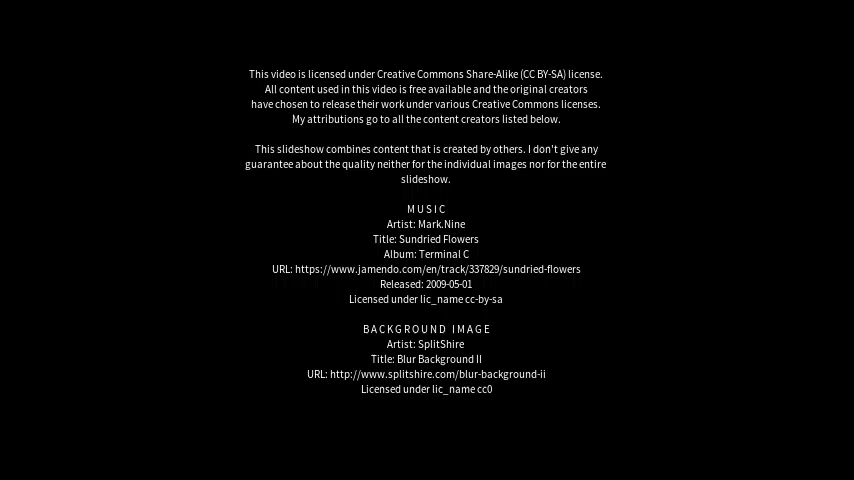 This video is licensed under Creative Commons Share-Alike (CC BY-SA) license.
All content used in this video is free available and the original creators
have chosen to release their work under various Creative Commons licenses.
My attributions go to all the content creators listed below.
This slideshow combines content that is created by others. I don't give any
guarantee about the quality neither for the individual images nor for the entire
slideshow.
MUSIC
Artist: Mark.Nine
Title: Sundried Flowers
Album: Terminal C
URL: https://www.jamendo.com/en/track/337829/sundried-flowers
Released: 2009-05-01
Licensed under lic_name cc-by-sa
BACKGROUND IMAGE
Artist: SplitShire
Title: Blur Background II
URL: http://www.splitshire.com/blur-background-ii
Licensed under lic_name cc0